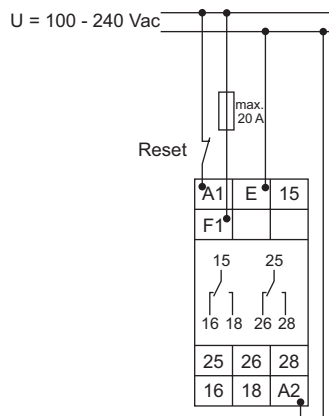 U = 100 - 240 Vac
max.
20 A
Reset
A1 E 15
F1
15 25
16 18 26 28
25 26 28
16 18 A2